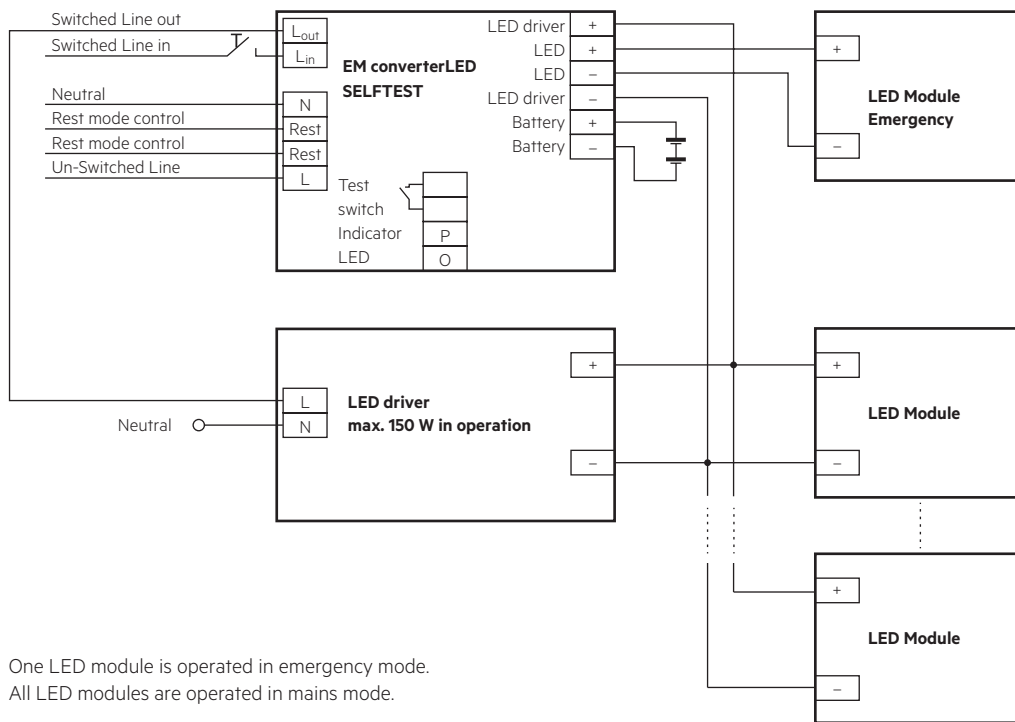 Switched Line out
Switched Line in
Neutral
Rest mode control
Rest mode control
Un-Switched Line
Lout
Lin
N
Rest
Rest
L
EM converterLED
SELFTEST
Test
switch
Indicator
LED
P
O
LED driver +
LED +
LED –
LED driver –
Battery +
Battery –
+
–
LED Module
Emergency
Neutral
L
N
LED driver
max. 150 W in operation
+
–
+
–
LED Module
+
–
LED Module
One LED module is operated in emergency mode.
All LED modules are operated in mains mode.